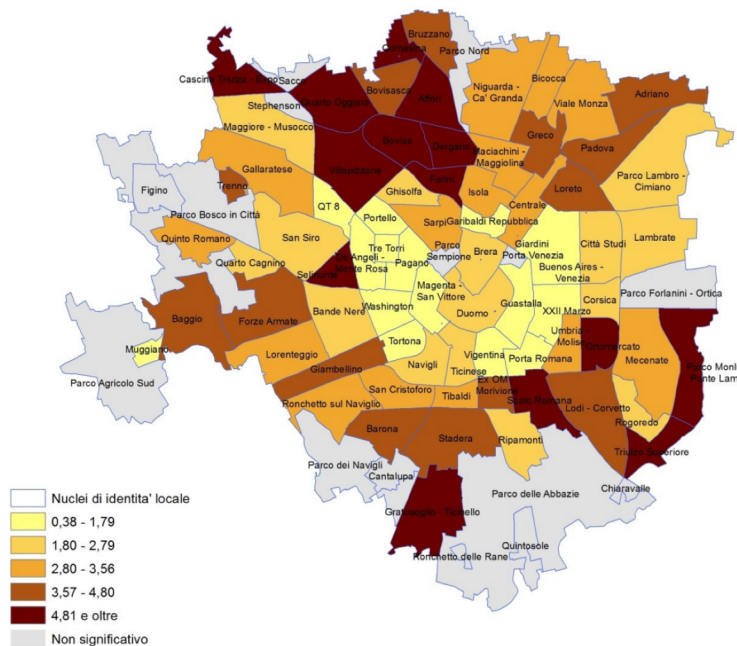 Bruzzano
Comasina
Parco Nord
Cascina Triulza - Expo
Sacco
Bovisasca
Quarto Oggiaro
Affori
Niguarda -
Ca' Granda
Bicocca
Viale Monza
Adriano
Stephenson
Maggiore - Musocco
Greco
Bovisa
Dergano
Maciachini -
Maggiolina
Padova
Villapizzone
Gallaratese
Farini
Parco Lambro -
Cimiano
Trenno
Ghisolfa
Isola
Loreto
Figino
QT 8
Centrale
Parco Bosco in Città
Portello
Sarpi
Garibaldi Repubblica
Quinto Romano
San Siro
Tre Torri
Parco
Sempione
Brera
Giardini
Porta Venezia
Città Studi
Lambrate
Quarto Cagnino
De Angeli -
Monte Rosa
Pagano
Buenos Aires -
Venezia
Selinunte
Magenta -
San Vittore
Parco Forlanini - Ortica
Baggio
Forze Armate
Bande Nere
Washington
Duomo
Guastalla
XXII Marzo
Corsica
Umbria -
Molise
Ortomercato
Muggiano
Lorenteggio
Tortona
Navigli
Vigentina
Porta Romana
Mecenate
Parco Agricolo Sud
Giambellino
Ticinese
Ex OM
Morivione
Scalo Romana
Lodi - Corvetto
Ronchetto sul Naviglio
San Cristoforo
Tibaldi
Barona
Stadera
Ripamonti
Rogoredo
Triulzo Superiore
Parco dei Navigli
Cantalupa
Chiaravalle
Parco delle Abbazie
Gratosoglio - Ticinello
Quintosole
Ronchetto delle Rane
Nuclei di identita' locale
0,38 - 1,79
1,80 - 2,79
2,80 - 3,56
3,57 - 4,80
4,81 e oltre
Non significativo